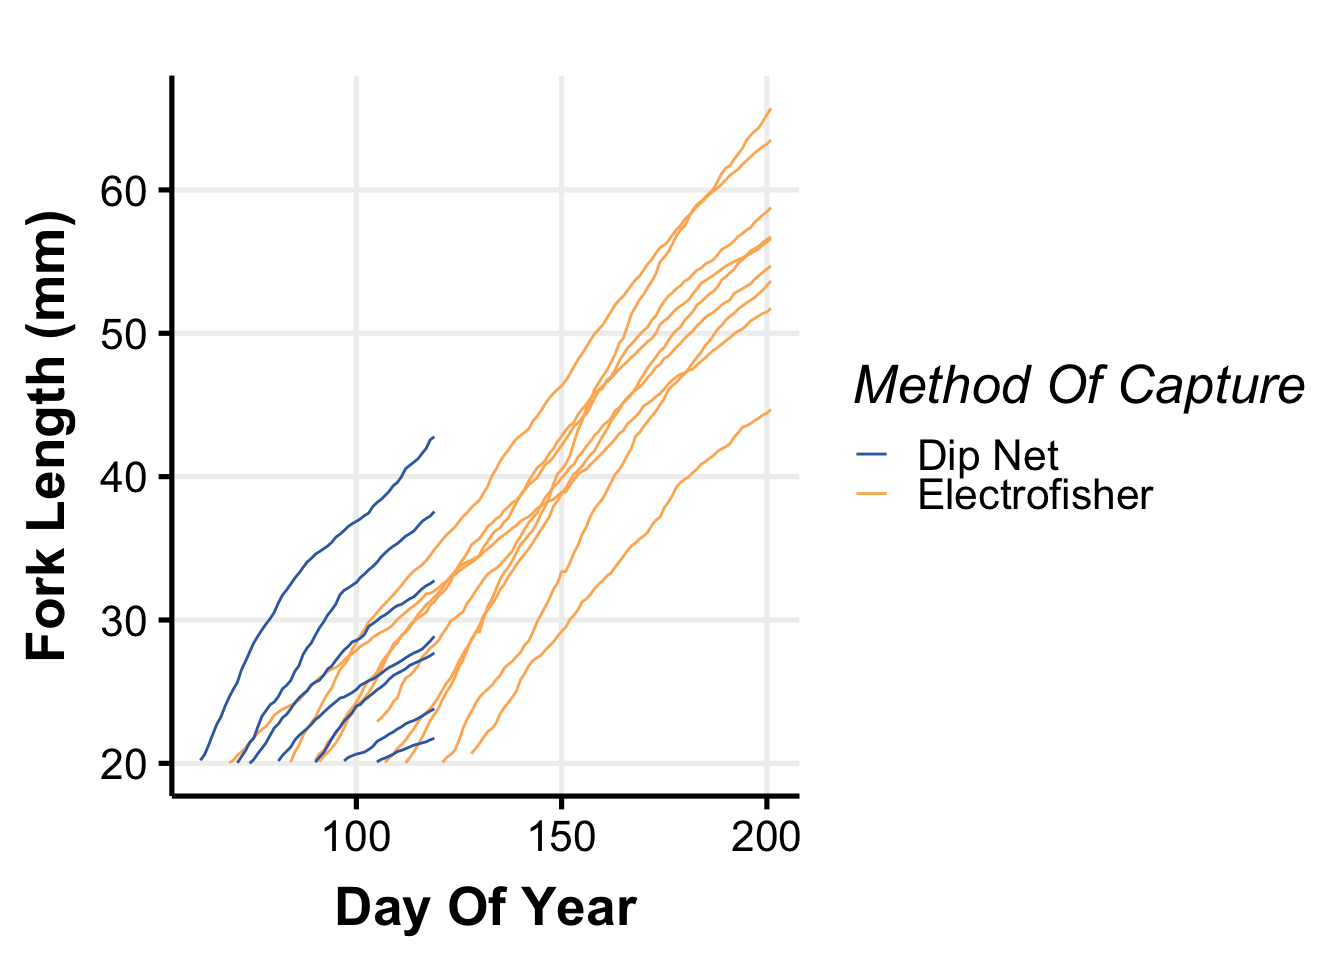 60
50
40
30
20
Fork Length (mm)
100 150 200
Day Of Year
Method Of Capture
Dip Net
Electrofisher